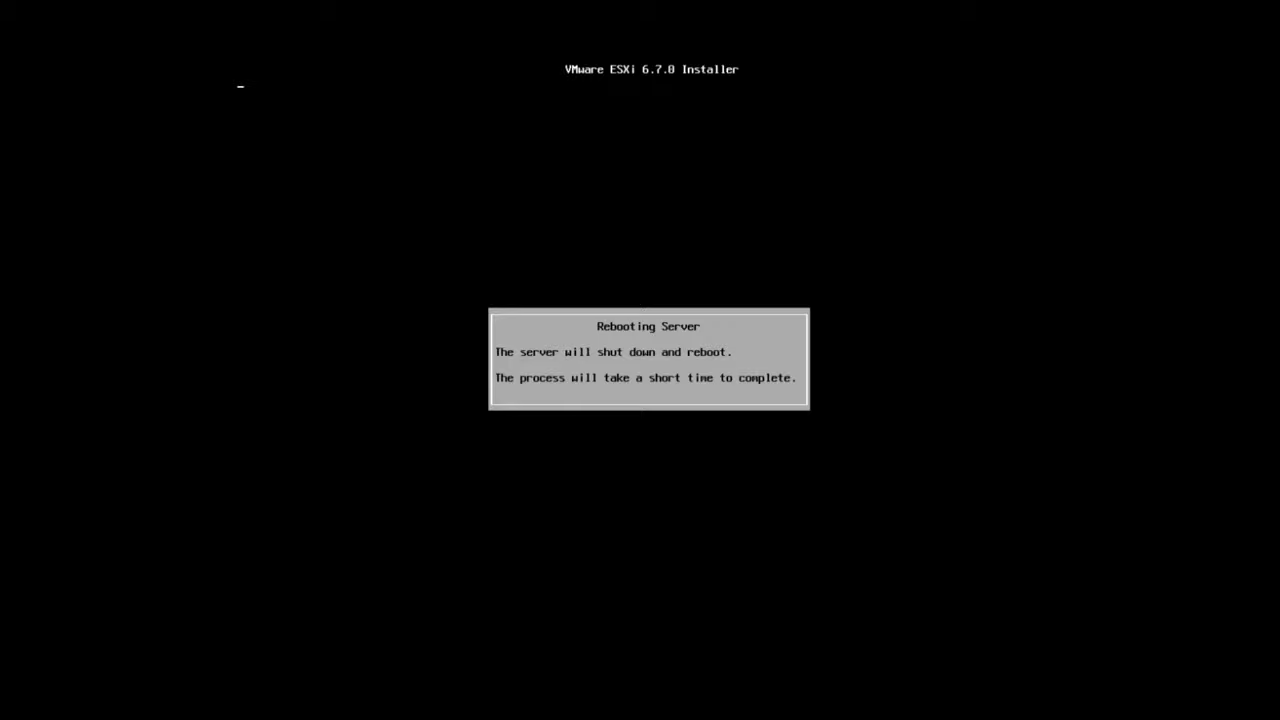 VMware ESXi 6.7.0 Installer
Rebooting Server
The server will shut down and reboot.
The process will take a short time to complete.